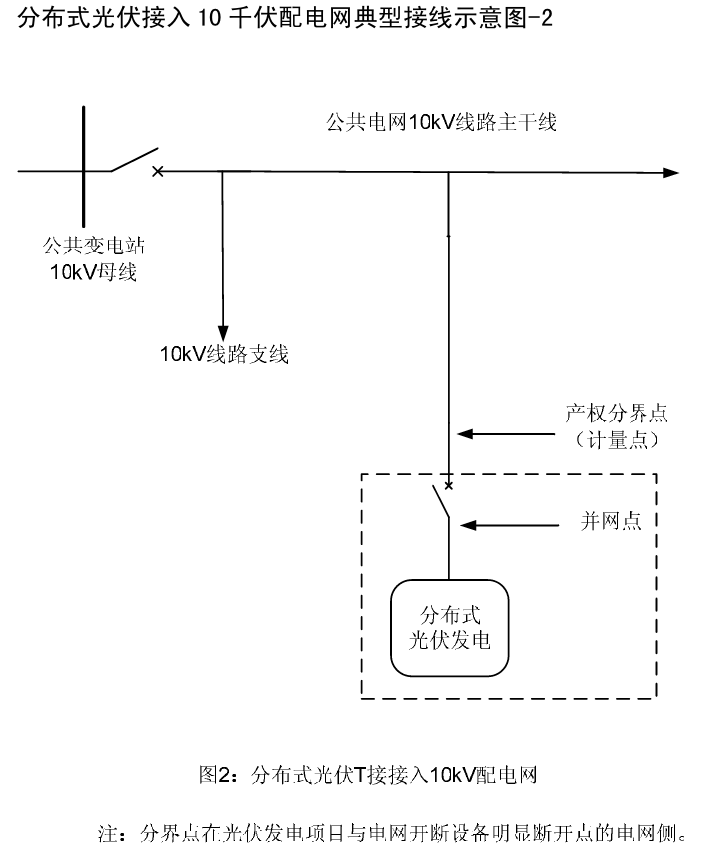 分布式光伏接入 10 千伏配电网典型接线示意图-2
公共电网10kV线路主干线
公共变电站
10kV母线
10kV线路支线
产权分界点
（计量点）
并网点
分布式
光伏发电
图2：分布式光伏T接接入10kV配电网
注：分界点在光伏发电项目与电网开断设备明显断开点的电网侧。